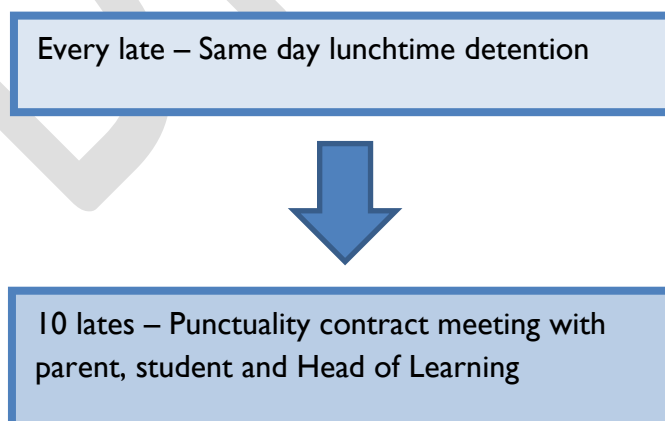 Every late – Same day lunchtime detention
10 lates – Punctuality contract meeting with
parent, student and Head of Learning